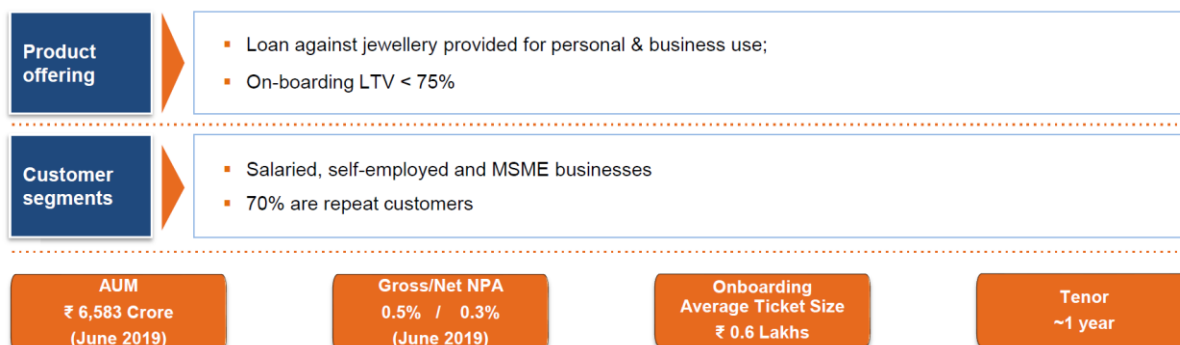 Product
offering
Loan against jewellery provided for personal & business use;
On-boarding LTV < 75%
Customer
segments
Salaried, self-employed and MSME businesses
70% are repeat customers
AUM
₹ 6,583 Crore
(June 2019)
Gross/Net NPA
0.5% / 0.3%
(June 2019)
Onboarding
Average Ticket Size
₹ 0.6 Lakhs
Tenor
~1 year